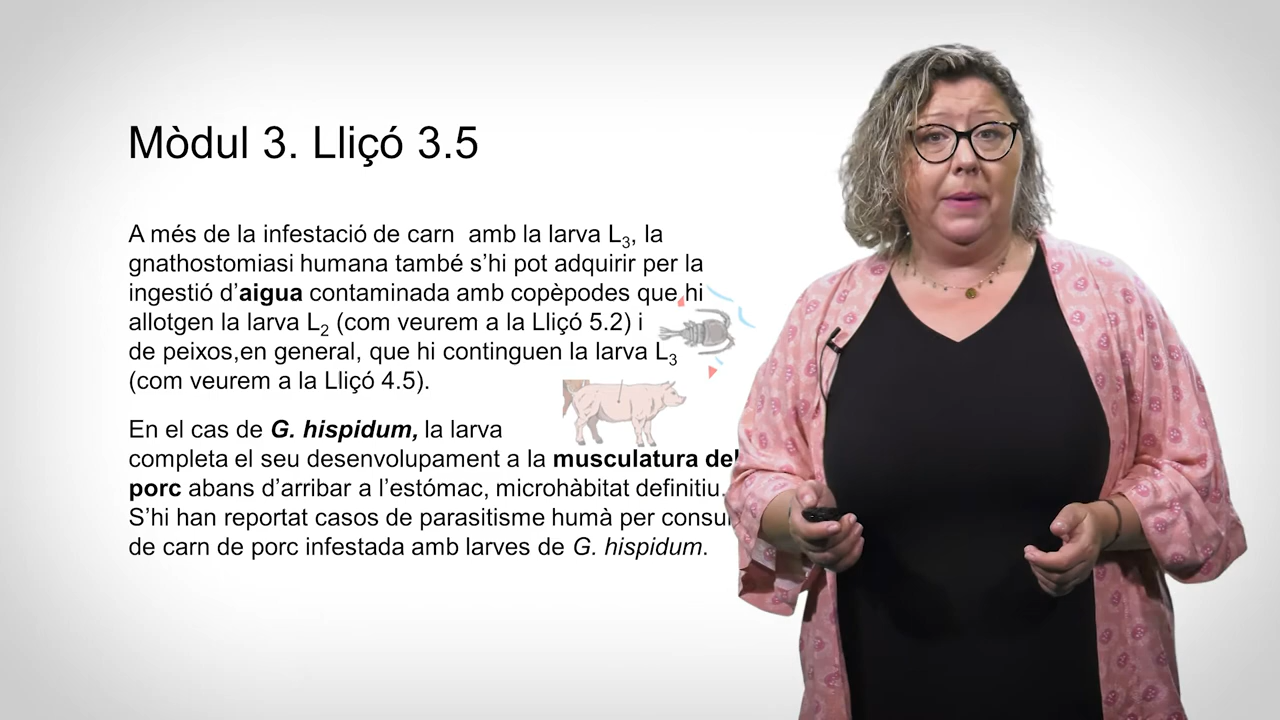 Mòdul 3. Lliçó 3.5
A més de la infestació de carn  amb la larva L₃, la
gnathostomiasi humana també s’hi pot adquirir per la
ingestió d’aigua contaminada amb copèpodes que hi
allotgen la larva L₂ (com veurem a la Lliçó 5.2) i
de peixos,en general, que hi continguen la larva L₃
(com veurem a la Lliçó 4.5).
En el cas de G. hispidum, la larva
completa el seu desenvolupament a la musculatura del
porc abans d’arribar a l’estómac, microhàbitat definitiu.
S’hi han reportat casos de parasitisme humà per
de carn de porc infestada amb larves de G. hispidum.